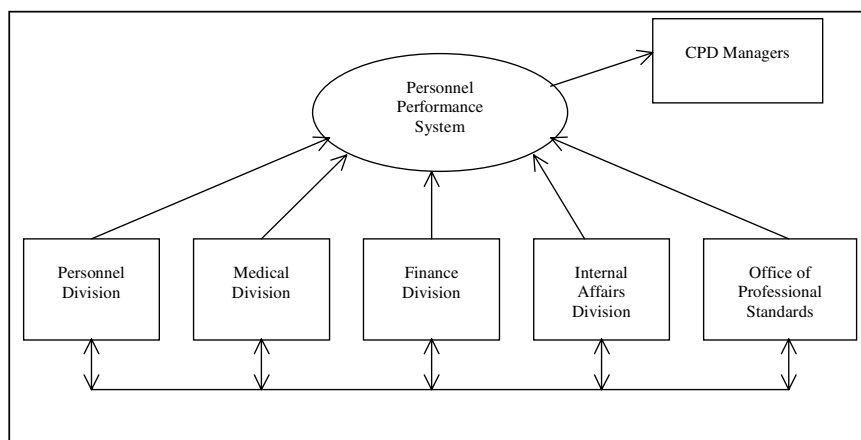 CPD Managers
Personnel
Performance
System
Personnel
Division
Medical
Division
Finance
Division
Internal
Affairs
Division
Office of
Professional
Standards